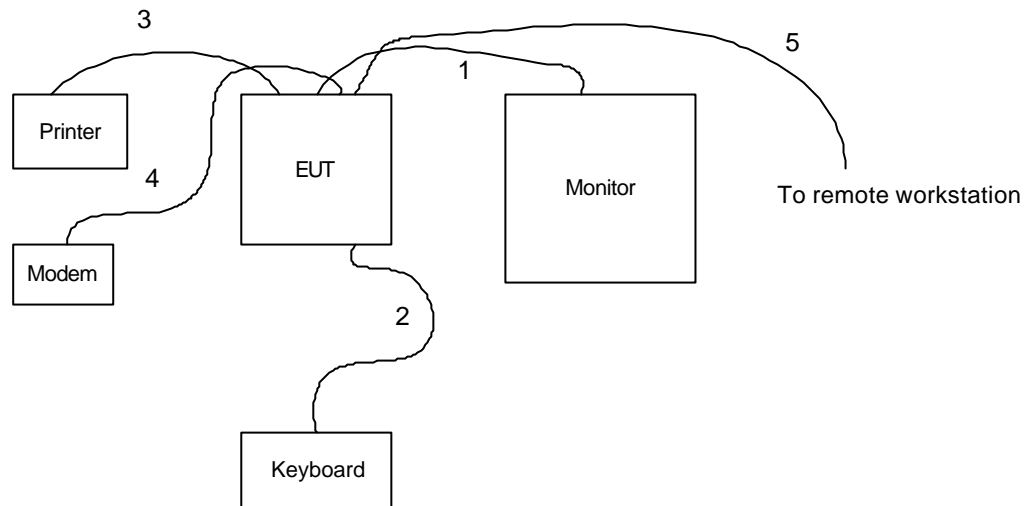 3
5
1
Printer
EUT
Monitor
4
To remote workstation
Modem
2
Keyboard